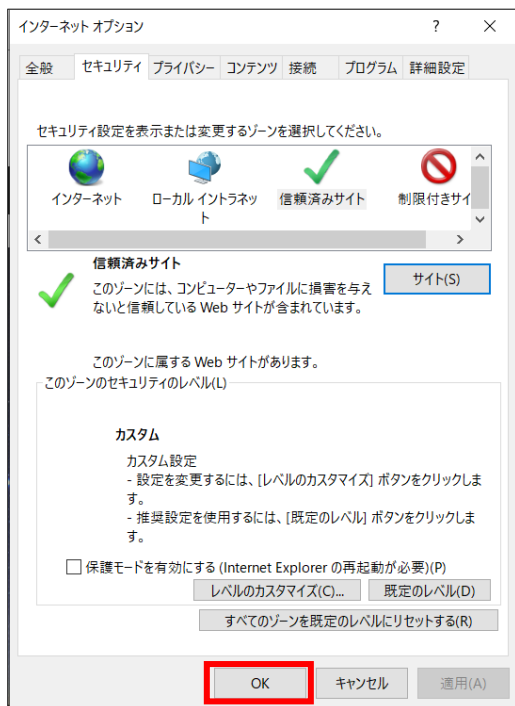 インターネット オプション ? ×
全般 セキュリティ プライバシー コンテンツ 接続 プログラム 詳細設定
セキュリティ設定を表示または変更するゾーンを選択してください。
インターネット ローカル イントラネッ 信頼済みサイト 制限付きサイ
ト
信頼済みサイト
このゾーンには、コンピューターやファイルに損害を与え
ないと信頼している Web サイトが含まれています。
サイト(S)
このゾーンに属する Web サイトがあります。
このゾーンのセキュリティのレベル(L)
カスタム
カスタム設定
- 設定を変更するには、[レベルのカスタマイズ] ボタンをクリックしま
す。
- 推奨設定を使用するには、[既定のレベル] ボタンをクリックしま
す。
保護モードを有効にする (Internet Explorer の再起動が必要)(P)
レベルのカスタマイズ(C)... 既定のレベル(D)
すべてのゾーンを既定のレベルにリセットする(R)
OK キャンセル 適用(A)